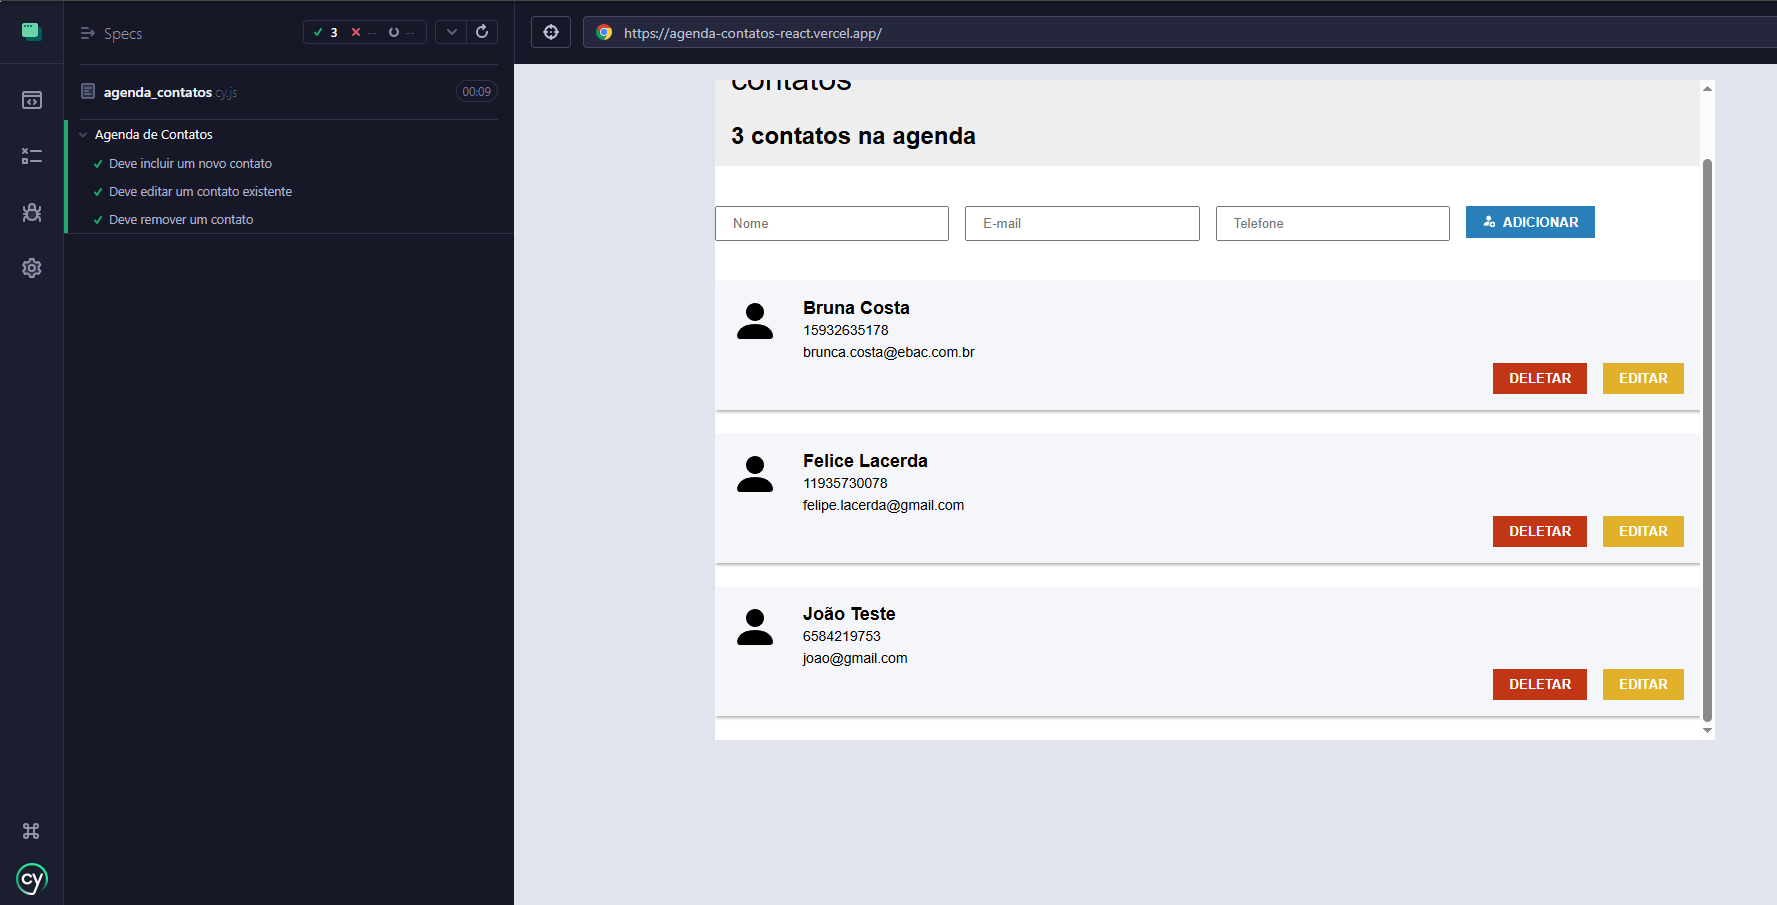 Specs
3 -- --
agenda_contatos.cy.js
00:09
Agenda de Contatos
Deve incluir um novo contato
Deve editar um contato existente
Deve remover um contato
cy
https://agenda-contatos-react.vercel.app/
contatos
3 contatos na agenda
Nome
E-mail
Telefone
ADICIONAR
Bruna Costa
15932635178
brunca.costa@ebac.com.br
DELETAR
EDITAR
Felice Lacerda
11935730078
felipe.lacerda@gmail.com
DELETAR
EDITAR
João Teste
6584219753
joao@gmail.com
DELETAR
EDITAR